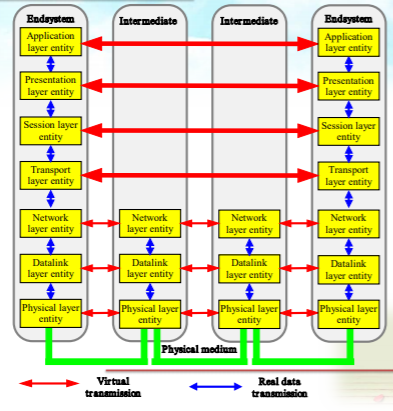 Endsystem Intermediate Intermediate Endsystem
Application
layer entity
Application
layer entity
Presentation
layer entity
Presentation
layer entity
Session layer
entity
Session layer
entity
Transport
layer entity
Transport
layer entity
Network
layer entity
Network
layer entity
Network
layer entity
Network
layer entity
Datalink
layer entity
Datalink
layer entity
Datalink
layer entity
Datalink
layer entity
Physical layer
entity
Physical layer
entity
Physical layer
entity
Physical layer
entity
Physical medium
Virtual
transmission
Real data
transmission